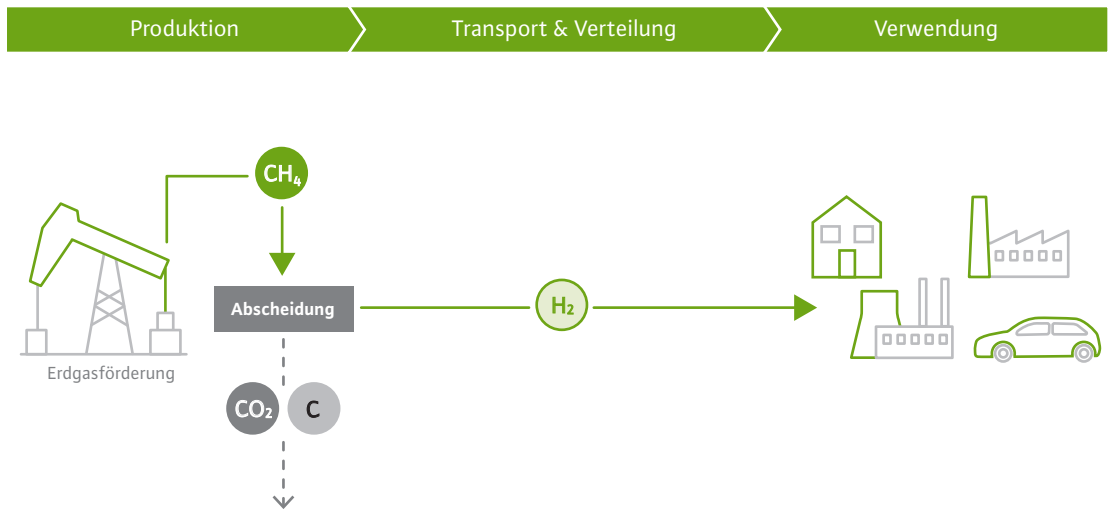 Produktion
Transport & Verteilung
Verwendung
CH₄
Abscheidung
H₂
Erdgasförderung
CO₂
C